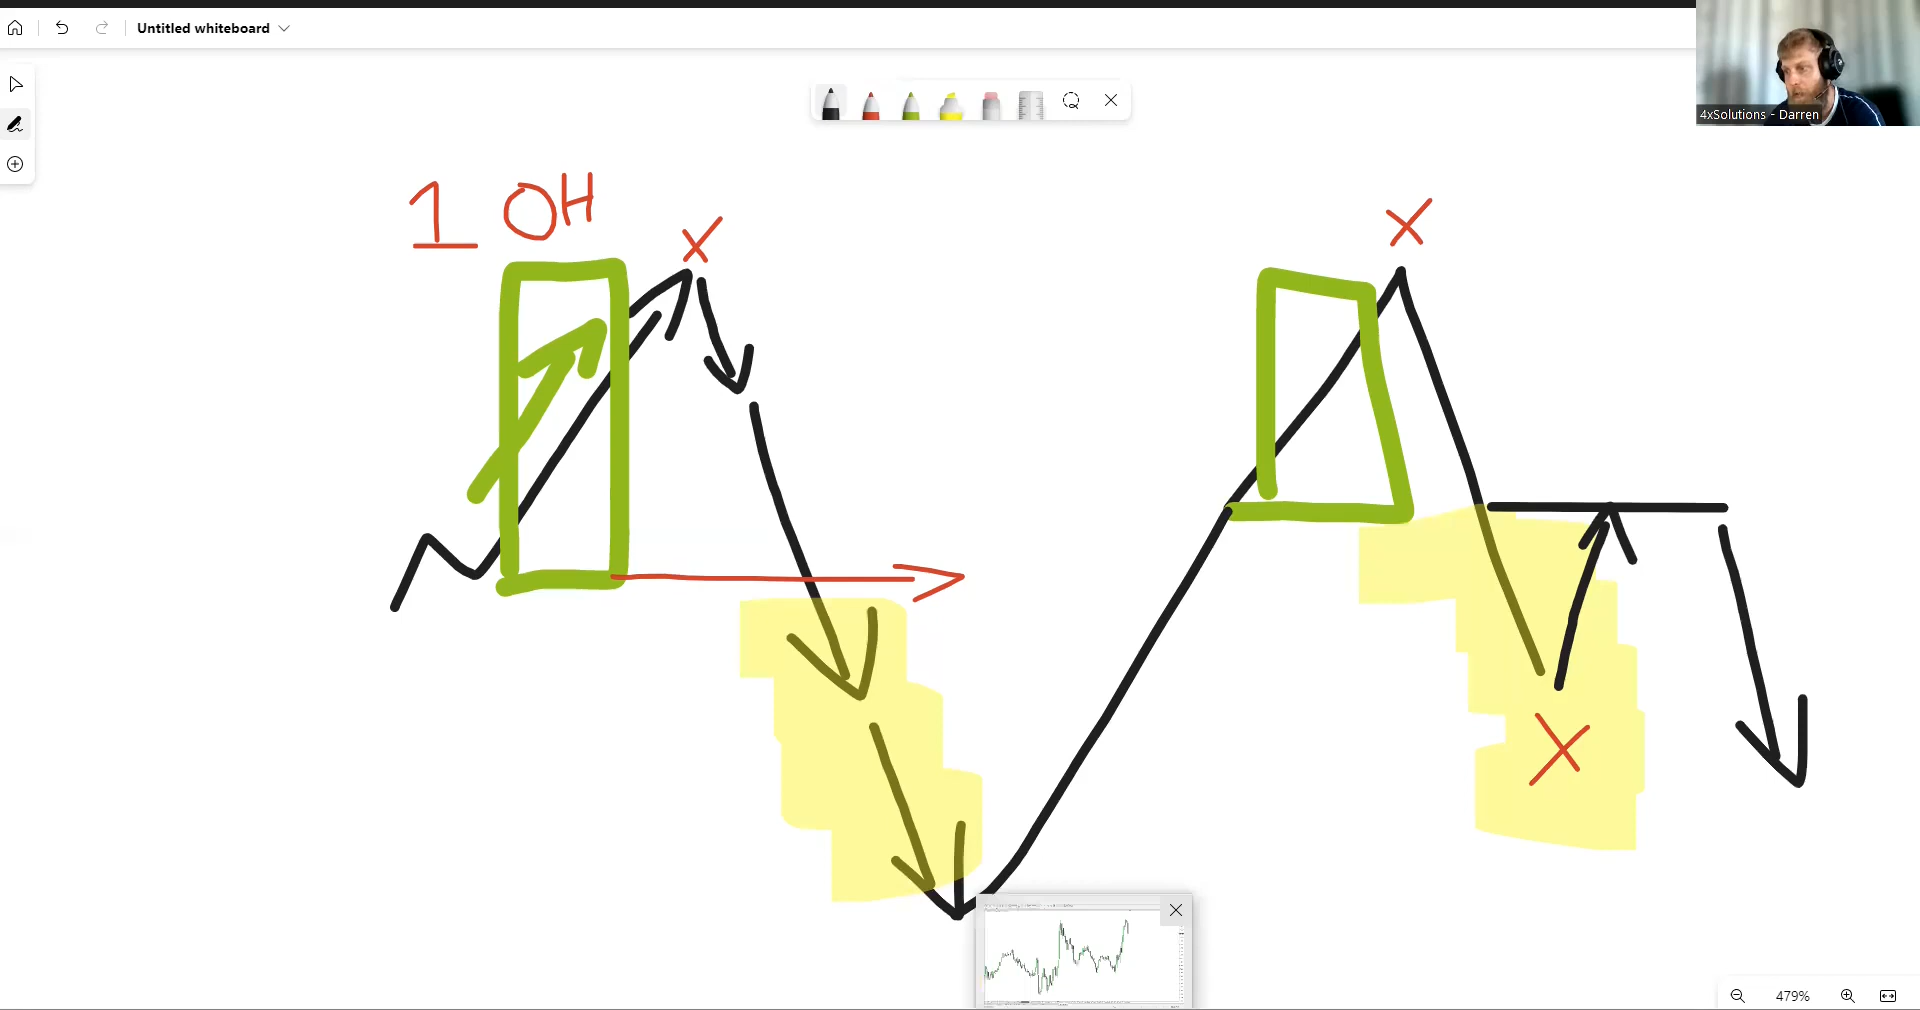 Untitled whiteboard
4xSolutions - Darren
1 OH
X
X
X
479%